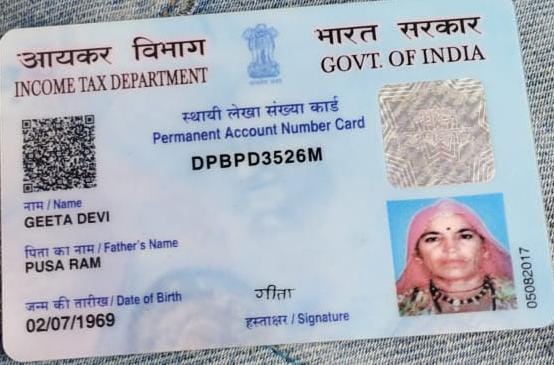 आयकर विभाग
INCOME TAX DEPARTMENT
भारत सरकार
GOVT. OF INDIA
स्थायी लेखा संख्या कार्ड
Permanent Account Number Card
DPBPD3526M
नाम / Name
GEETA DEVI
पिता का नाम / Father's Name
PUSA RAM
जन्म की तारीख / Date of Birth
02/07/1969
गीता
हस्ताक्षर / Signature
05082017